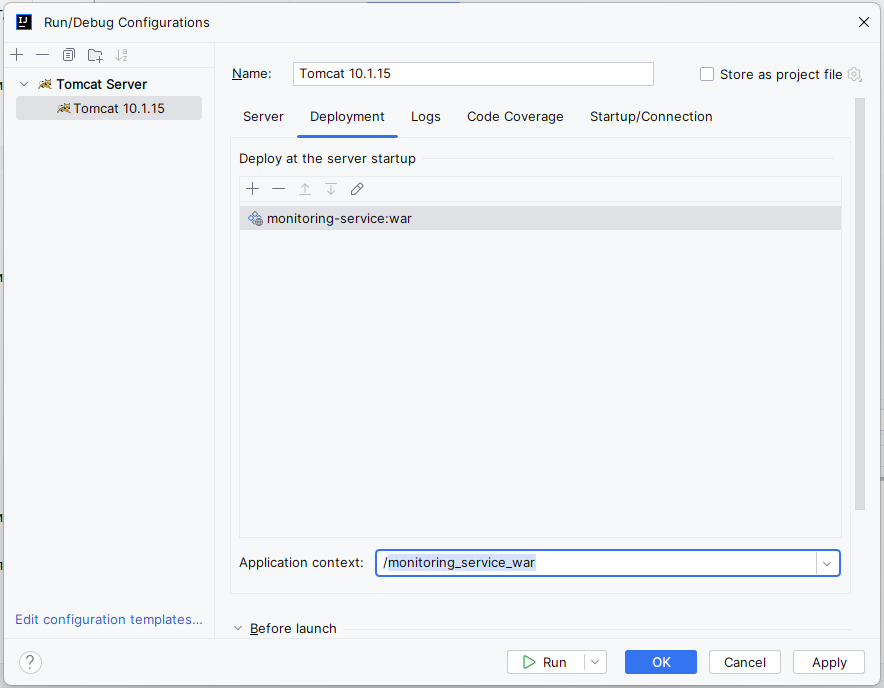 Run/Debug Configurations
Tomcat Server
Tomcat 10.1.15
Name: Tomcat 10.1.15 Store as project file
Server Deployment Logs Code Coverage Startup/Connection
Deploy at the server startup
monitoring-service:war
Application context: /monitoring_service_war
Edit configuration templates...
Before launch
? Run OK Cancel Apply